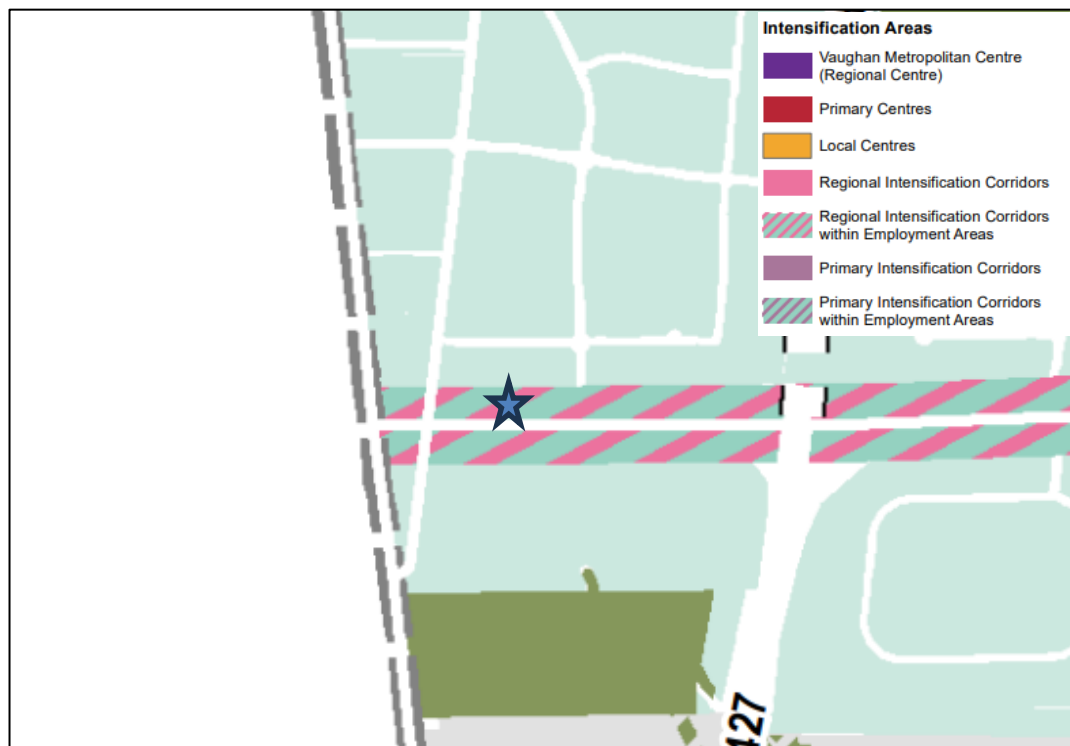 Intensification Areas
Vaughan Metropolitan Centre
(Regional Centre)
Primary Centres
Local Centres
Regional Intensification Corridors
Regional Intensification Corridors
within Employment Areas
Primary Intensification Corridors
Primary Intensification Corridors
within Employment Areas
427